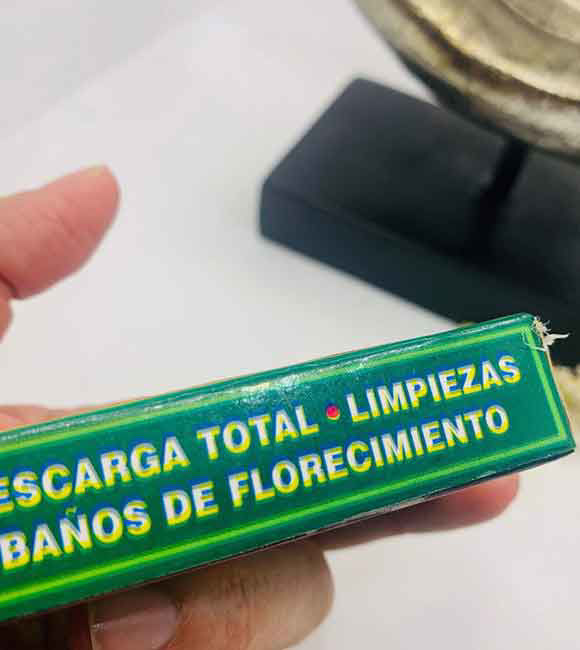 ESCARGA TOTAL • LIMPIEZAS
BAÑOS DE FLORECIMIENTO